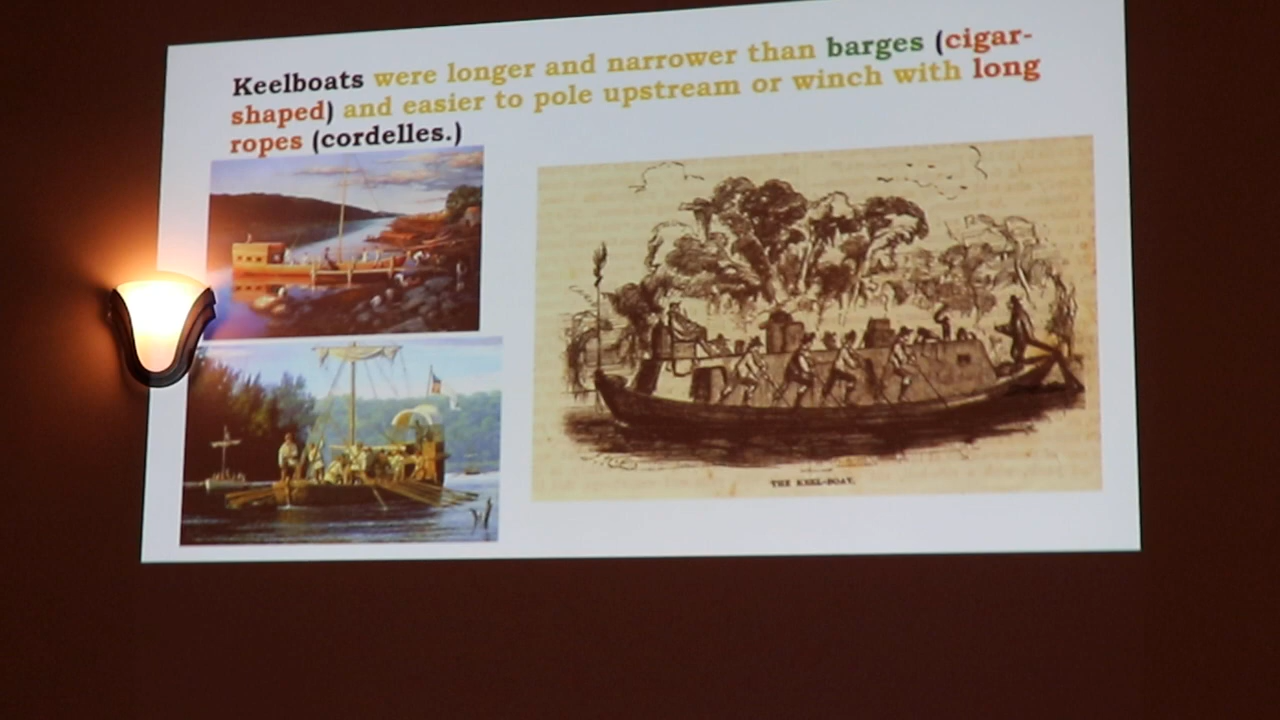 Keelboats were longer and narrower than barges (cigar-
shaped) and easier to pole upstream or winch with long
ropes (cordelles.)
THE KEEL-BOAT.